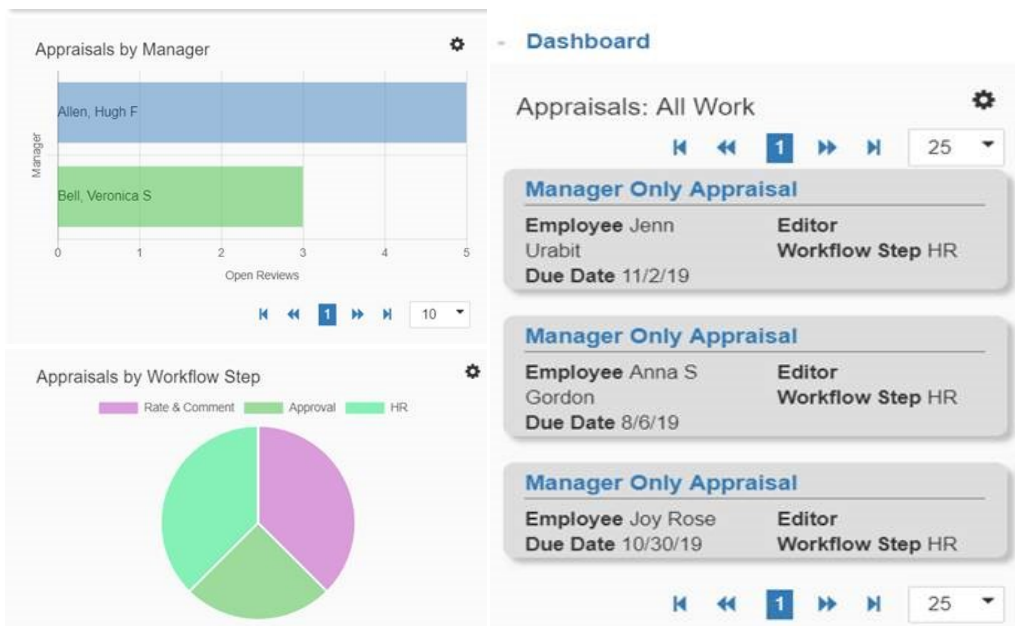 Appraisals by Manager
Allen, Hugh F
Bell, Veronica S
Manager
0 1 2 3 4 5
Open Reviews
1 10
Appraisals by Workflow Step
Rate & Comment Approval HR
- Dashboard
Appraisals: All Work
1 25
Manager Only Appraisal
Employee Jenn Editor
Urabit Workflow Step HR
Due Date 11/2/19
Manager Only Appraisal
Employee Anna S Editor
Gordon Workflow Step HR
Due Date 8/6/19
Manager Only Appraisal
Employee Joy Rose Editor
Due Date 10/30/19 Workflow Step HR
1 25